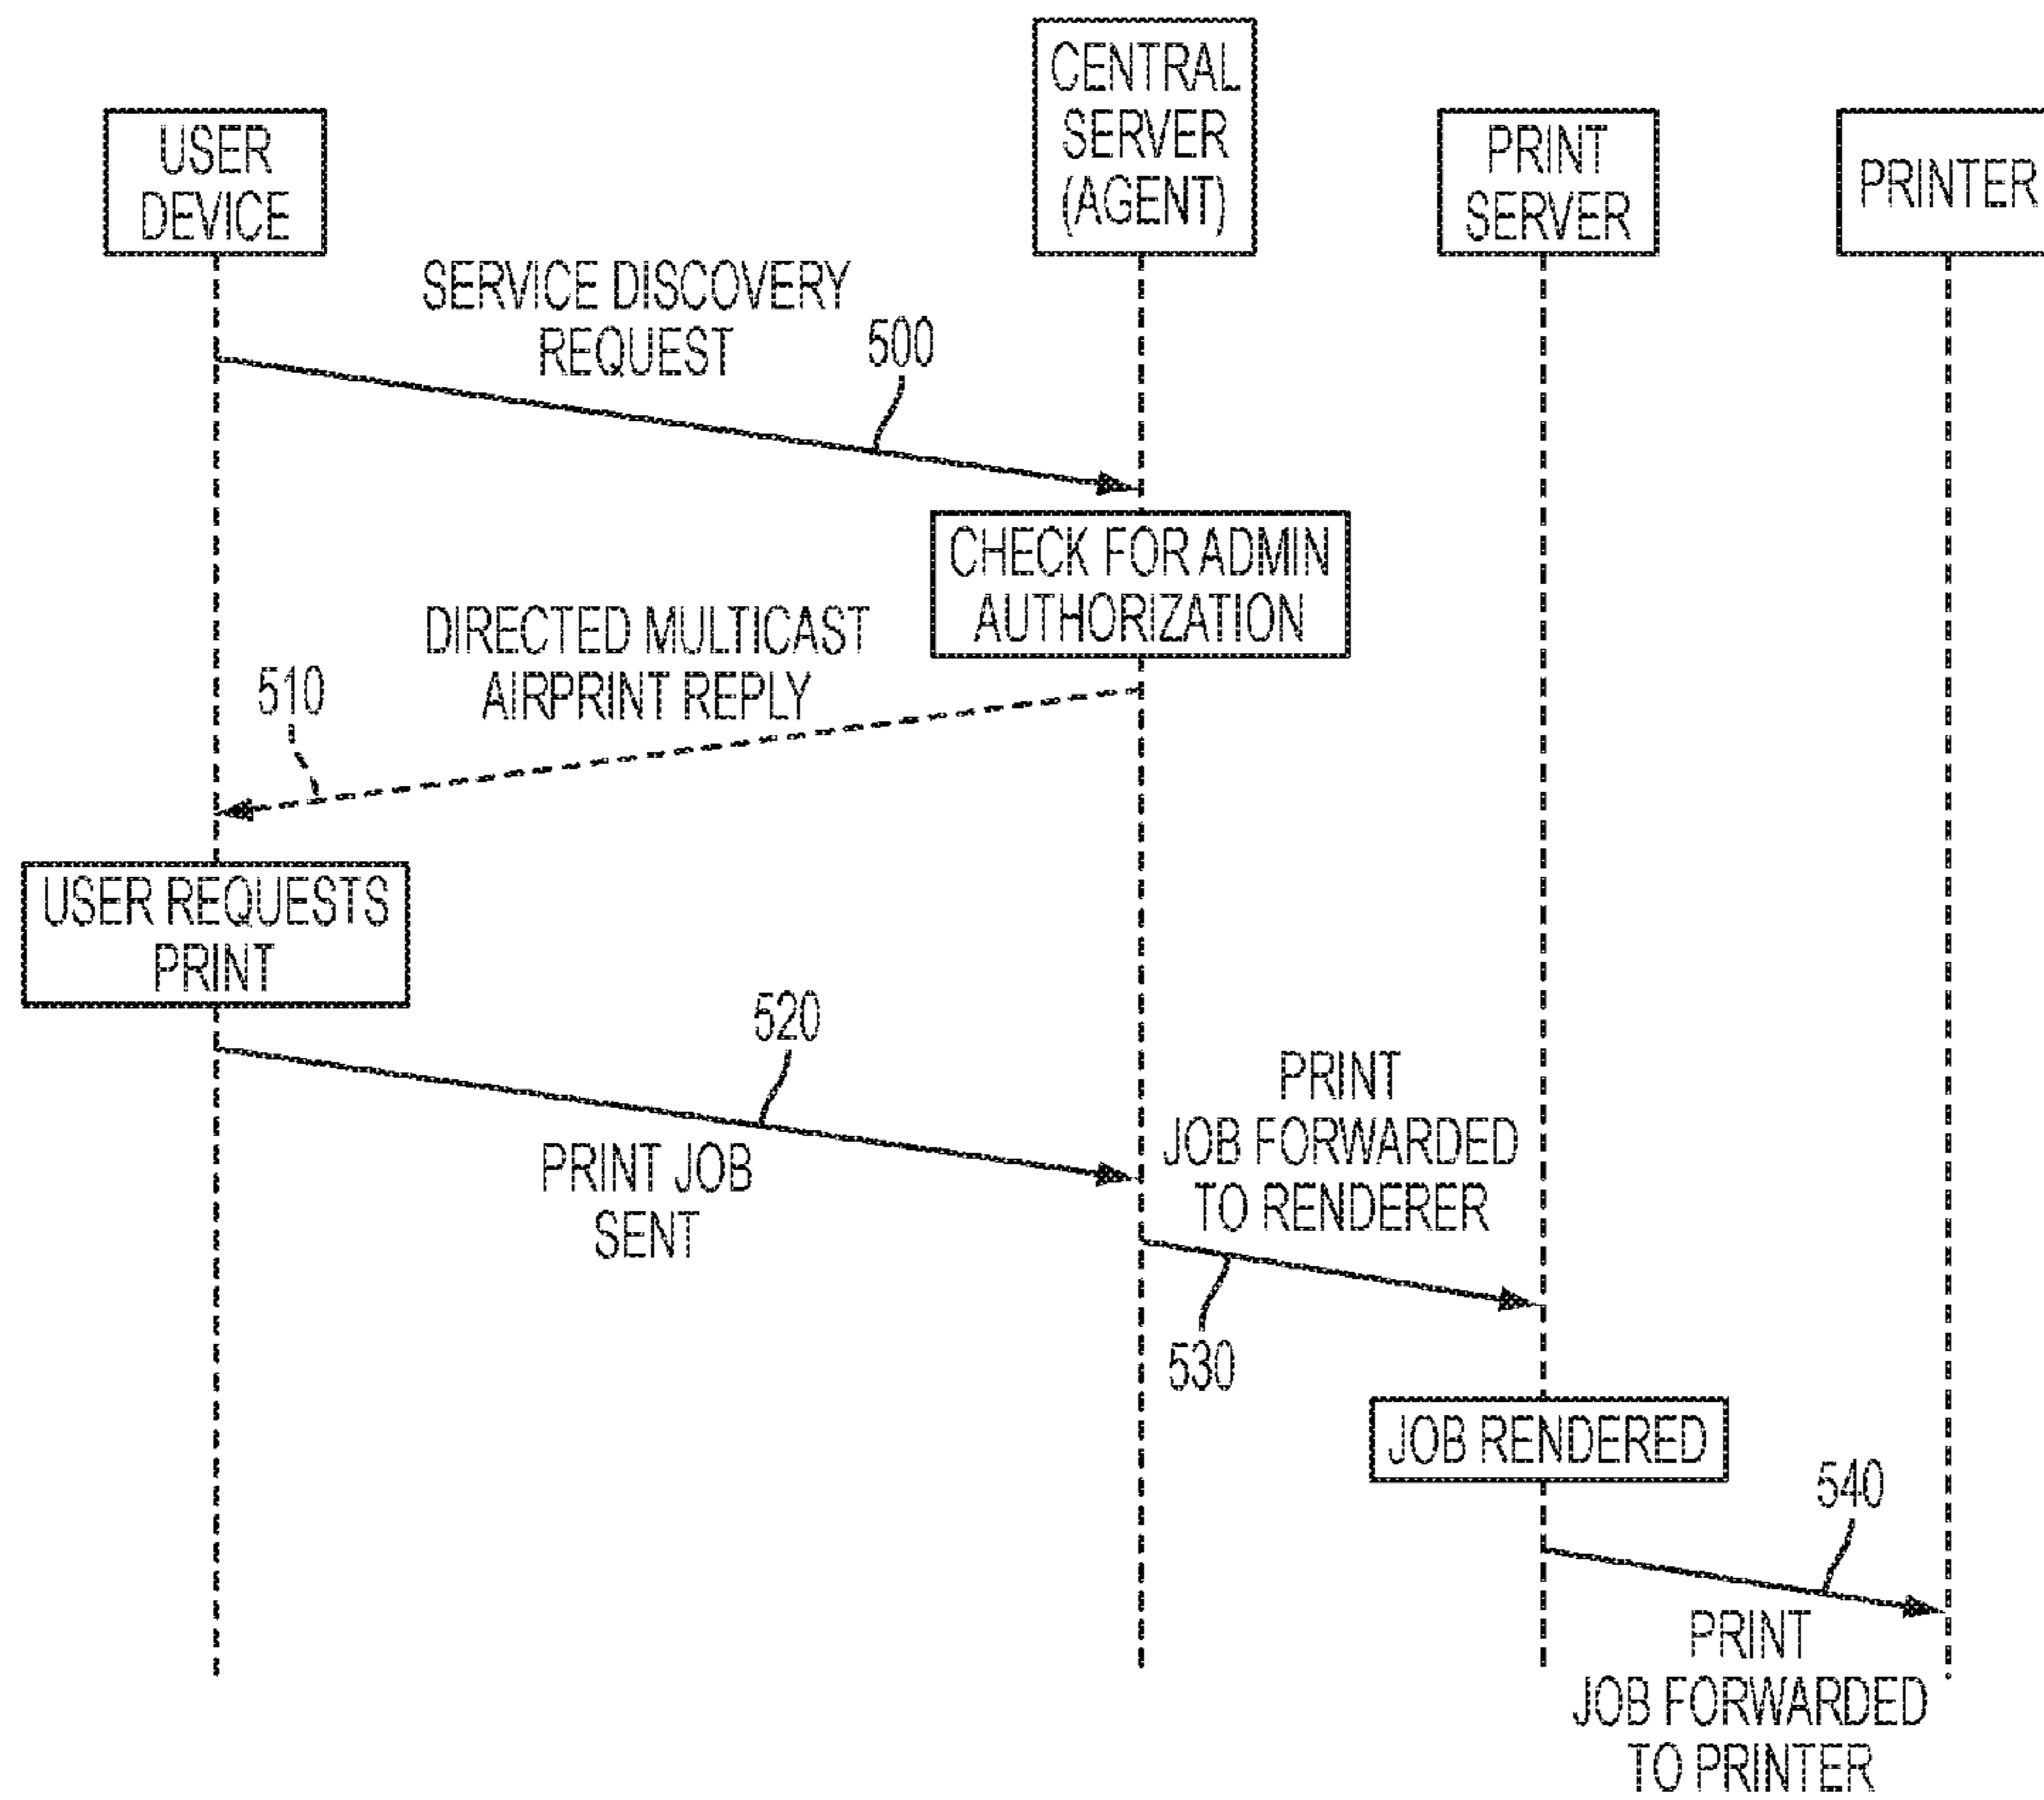 USER
DEVICE
CENTRAL
SERVER
(AGENT)
PRINT
SERVER
PRINTER
SERVICE DISCOVERY
REQUEST
500
CHECK FOR ADMIN
AUTHORIZATION
DIRECTED MULTICAST
AIRPRINT REPLY
510
USER REQUESTS
PRINT
520
PRINT JOB
SENT
PRINT
JOB FORWARDED
TO RENDERER
530
JOB RENDERED
540
PRINT
JOB FORWARDED
TO PRINTER